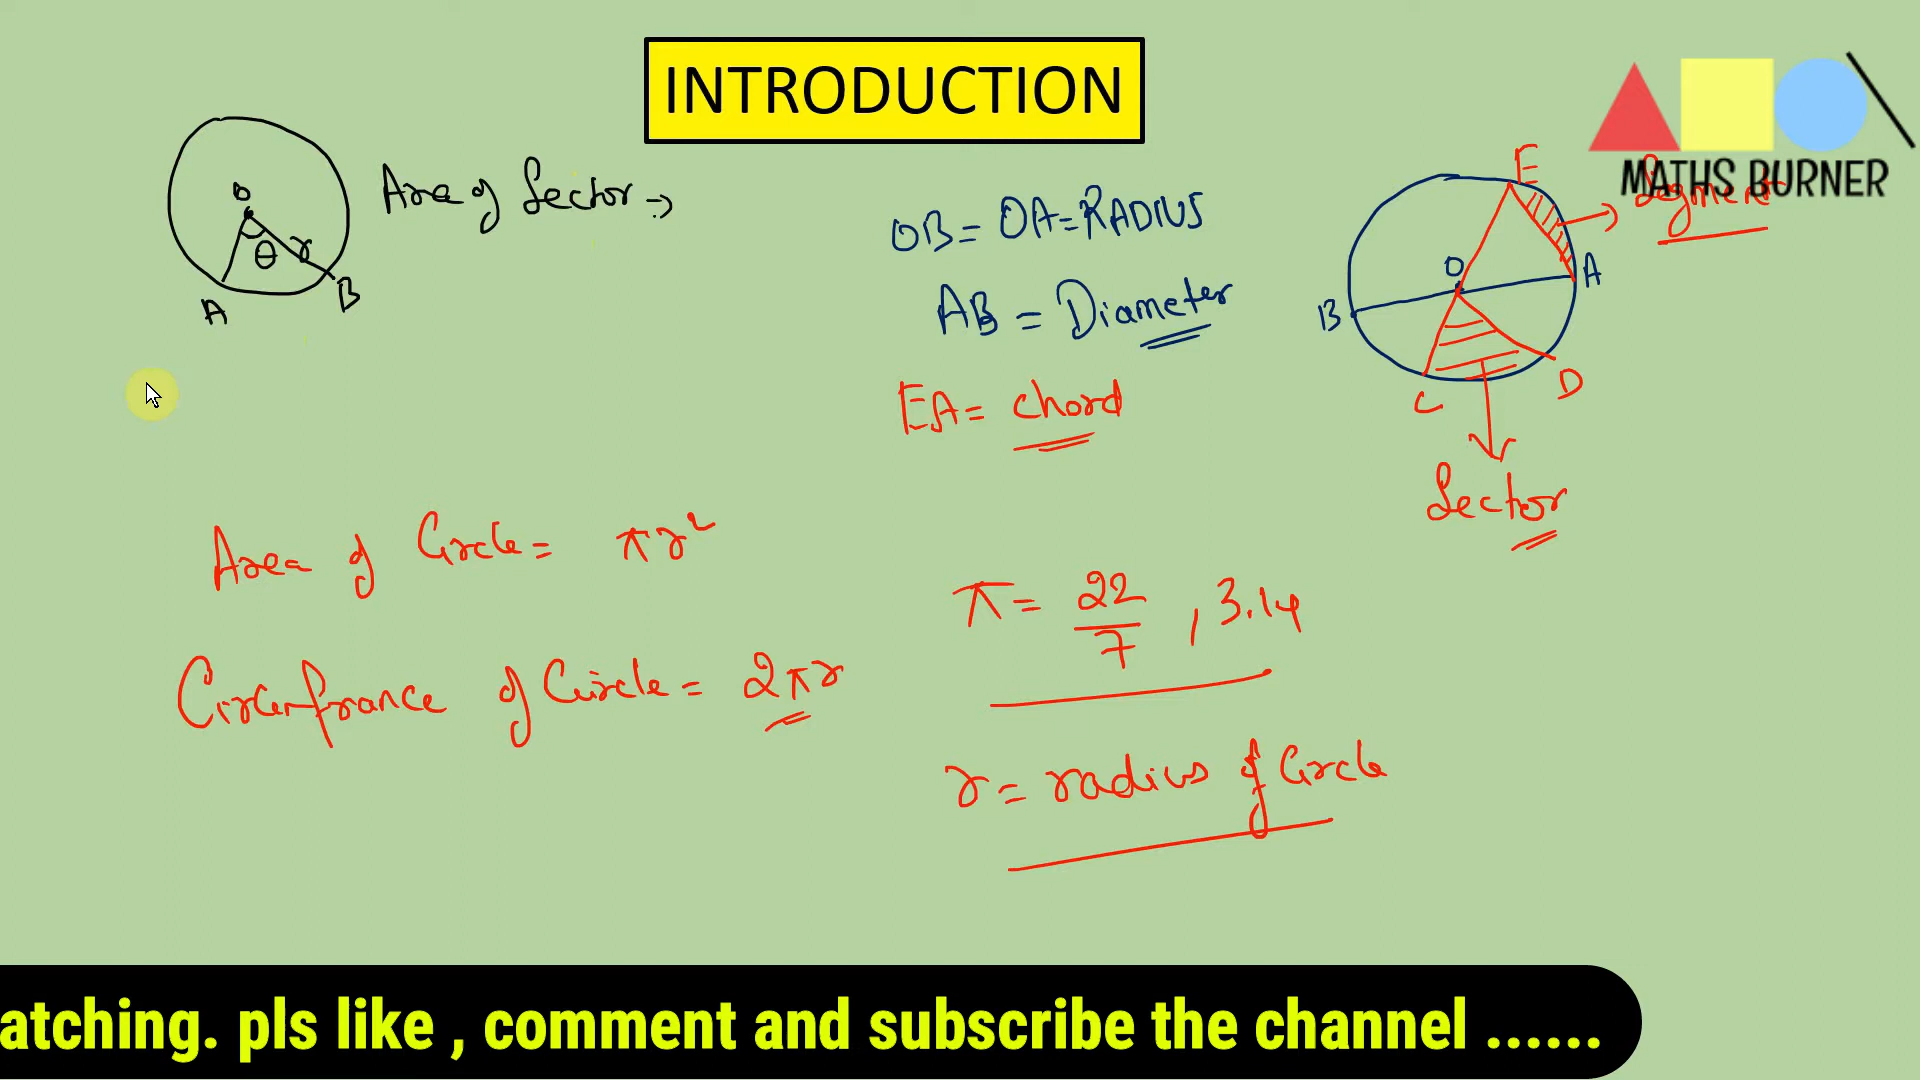 INTRODUCTION
MATHS BURNER
O
θ r
A
B
Area of Sector →
OB = OA = RADIUS
AB = Diameter
EA = chord
E
Segment
O
A
B
C
D
Sector
Area of Circle = πr²
Circumfrance of Circle = 2πr
π = 22/7 , 3.14
r = radius of Circle
atching. pls like , comment and subscribe the channel ......